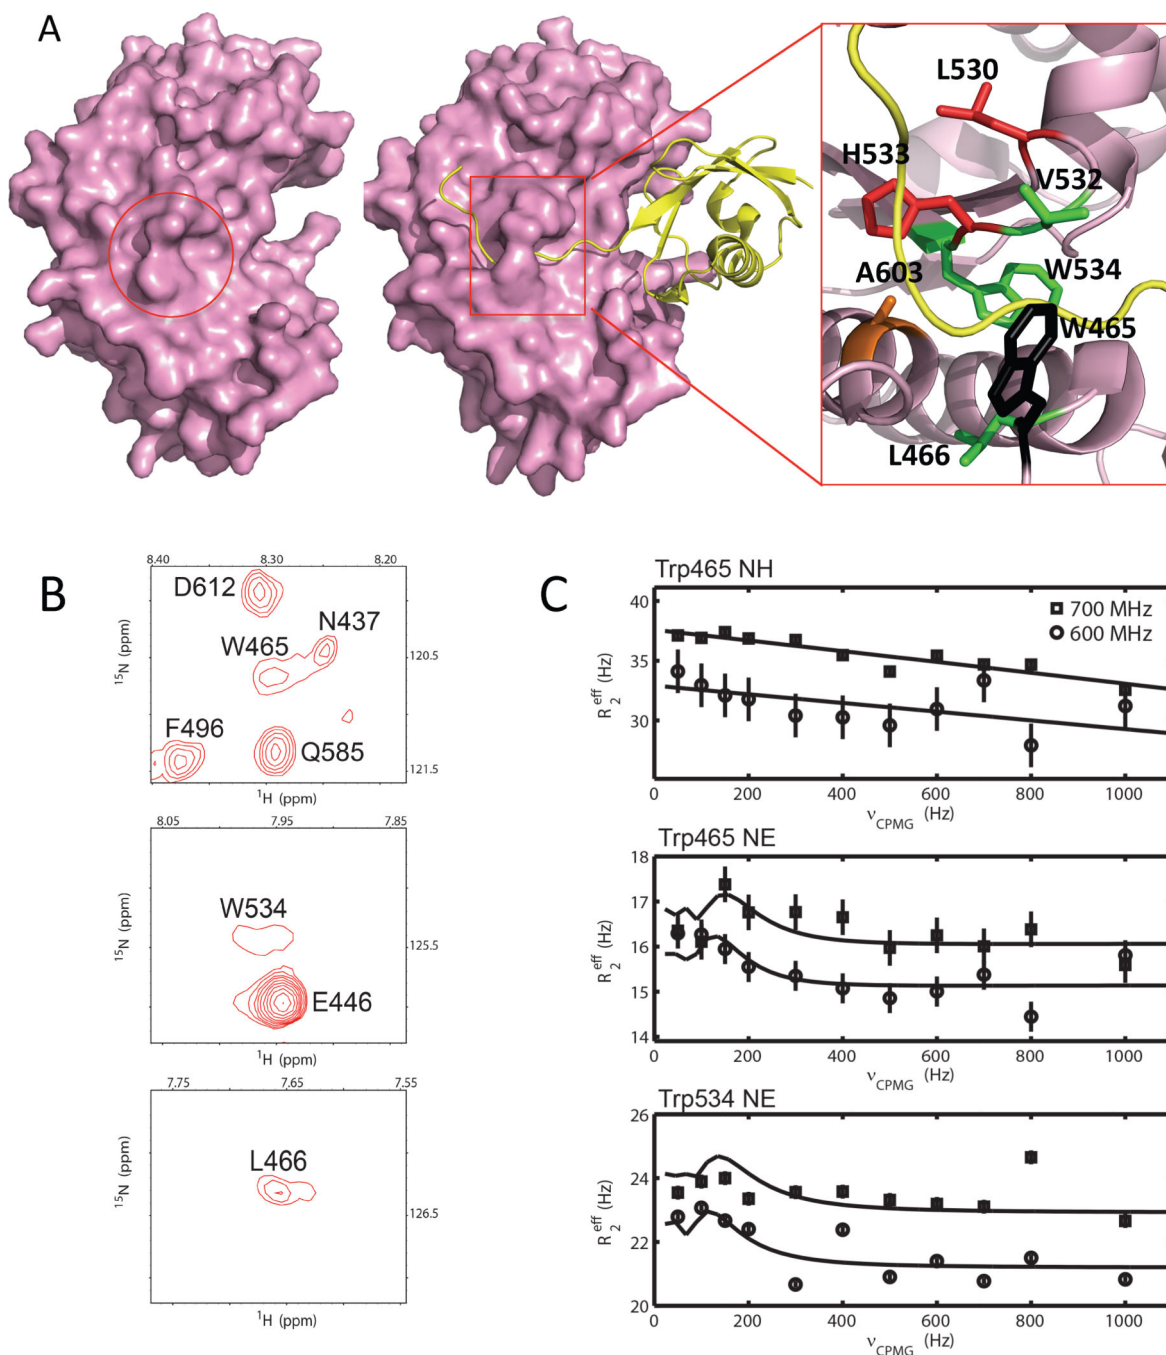 A
L530
H533
V532
A603
W534
W465
L466
B
8.40
8.30
8.20
D612
N437
W465
120.5
F496
Q585
121.5
¹⁵N (ppm)
¹H (ppm)
8.05
7.95
7.85
W534
125.5
E446
¹⁵N (ppm)
¹H (ppm)
7.75
7.65
7.55
L466
126.5
¹⁵N (ppm)
¹H (ppm)
C
Trp465 NH
40
700 MHz
600 MHz
35
30
R₂ᵉᶠᶠ (Hz)
0 200 400 600 800 1000
νCPMG (Hz)
Trp465 NE
18
17
16
15
14
R₂ᵉᶠᶠ (Hz)
0 200 400 600 800 1000
νCPMG (Hz)
Trp534 NE
26
24
22
20
R₂ᵉᶠᶠ (Hz)
0 200 400 600 800 1000
νCPMG (Hz)